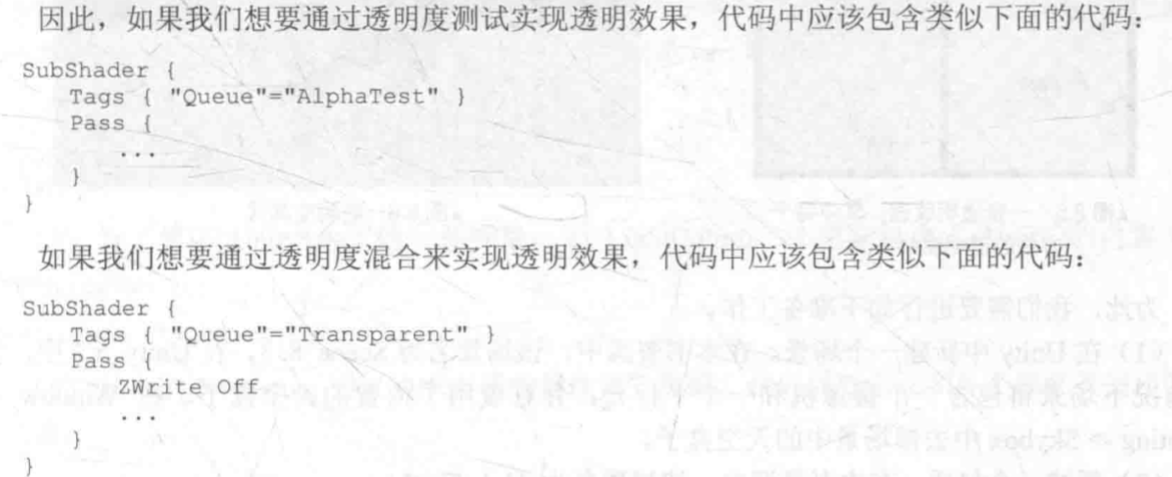 因此，如果我们想要通过透明度测试实现透明效果，代码中应该包含类似下面的代码：
SubShader {
Tags { "Queue"="AlphaTest" }
Pass {
...
}
}
如果我们想要通过透明度混合来实现透明效果，代码中应该包含类似下面的代码：
SubShader {
Tags { "Queue"="Transparent" }
Pass {
ZWrite Off
...
}
}